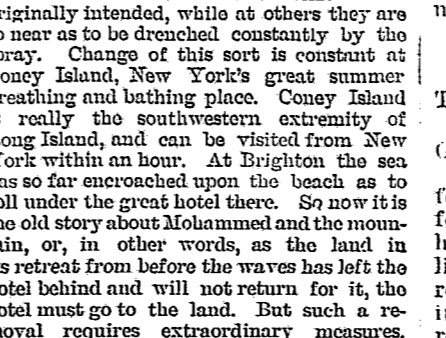 riginally intended, while at others they are
o near as to be drenched constantly by the
pray. Change of this sort is constant at
oney Island, New York's great summer
reathing and bathing place. Coney Island
s really the southwestern extremity of
ong Island, and can be visited from New
ork within an hour. At Brighton the sea
as so far encroached upon the beach as to
oll under the great hotel there. So now it is
he old story about Mohammed and the moun-
ain, or, in other words, as the land in
ts retreat from before the waves has left the
otel behind and will not return for it, the
otel must go to the land. But such a re-
noval requires extraordinary measures.